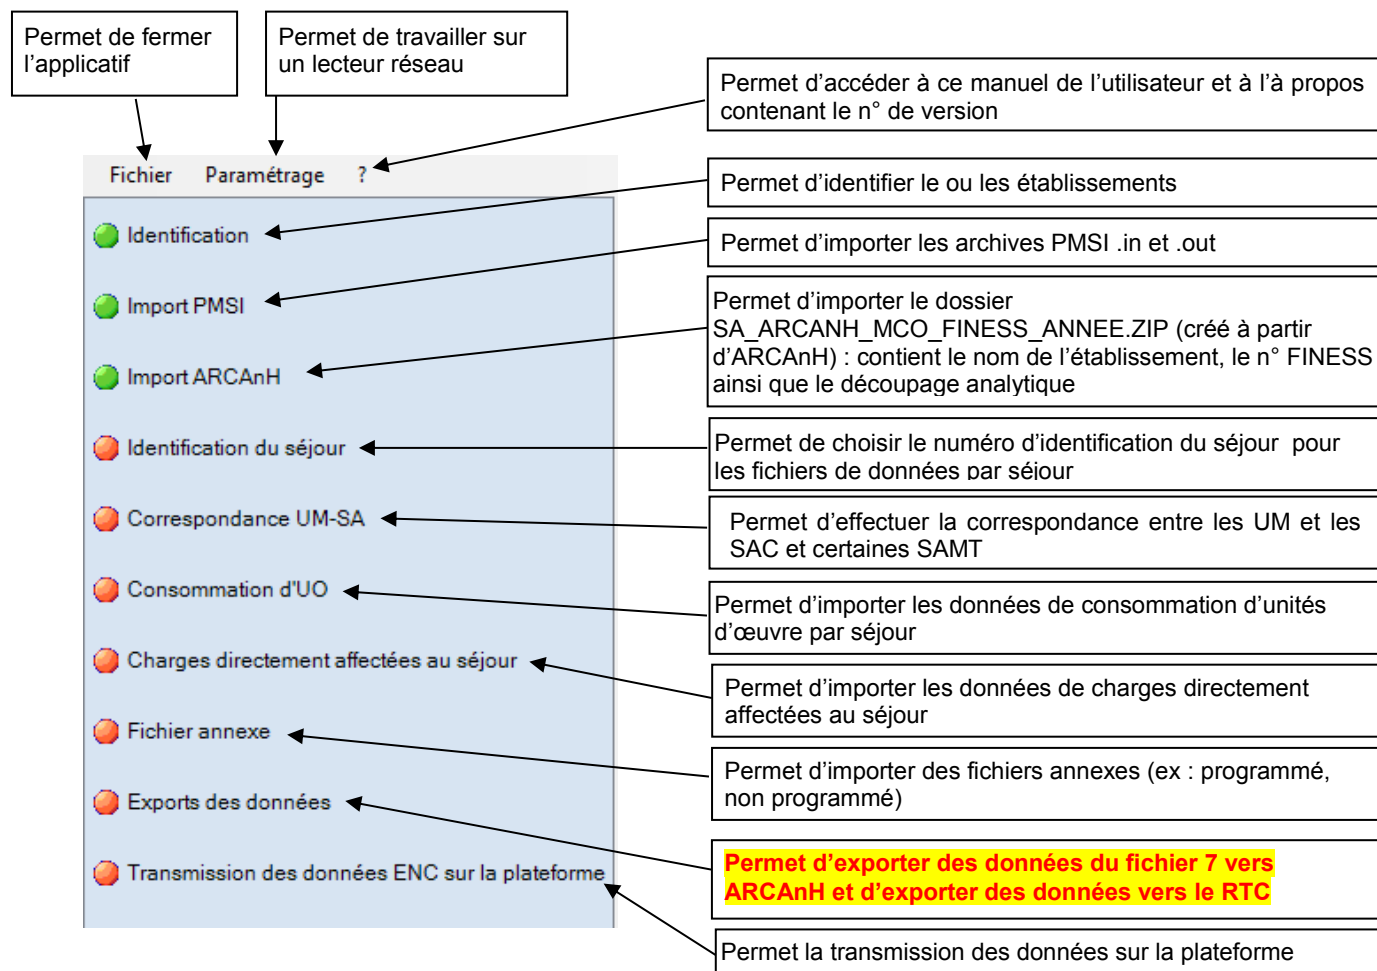 Permet de fermer
l'applicatif
Permet de travailler sur
un lecteur réseau
Permet d'accéder à ce manuel de l'utilisateur et à l'à propos
contenant le n° de version
Fichier Paramétrage ?
Identification
Permet d'identifier le ou les établissements
Import PMSI
Permet d'importer les archives PMSI .in et .out
Import ARCAnH
Permet d'importer le dossier
SA_ARCANH_MCO_FINESS_ANNEE.ZIP (créé à partir
d'ARCAnH) : contient le nom de l'établissement, le n° FINESS
ainsi que le découpage analytique
Identification du séjour
Permet de choisir le numéro d'identification du séjour pour
les fichiers de données par séjour
Correspondance UM-SA
Permet d'effectuer la correspondance entre les UM et les
SAC et certaines SAMT
Consommation d'UO
Permet d'importer les données de consommation d'unités
d'œuvre par séjour
Charges directement affectées au séjour
Permet d'importer les données de charges directement
affectées au séjour
Fichier annexe
Permet d'importer des fichiers annexes (ex : programmé,
non programmé)
Exports des données
Permet d'exporter des données du fichier 7 vers
ARCAnH et d'exporter des données vers le RTC
Transmission des données ENC sur la plateforme
Permet la transmission des données sur la plateforme